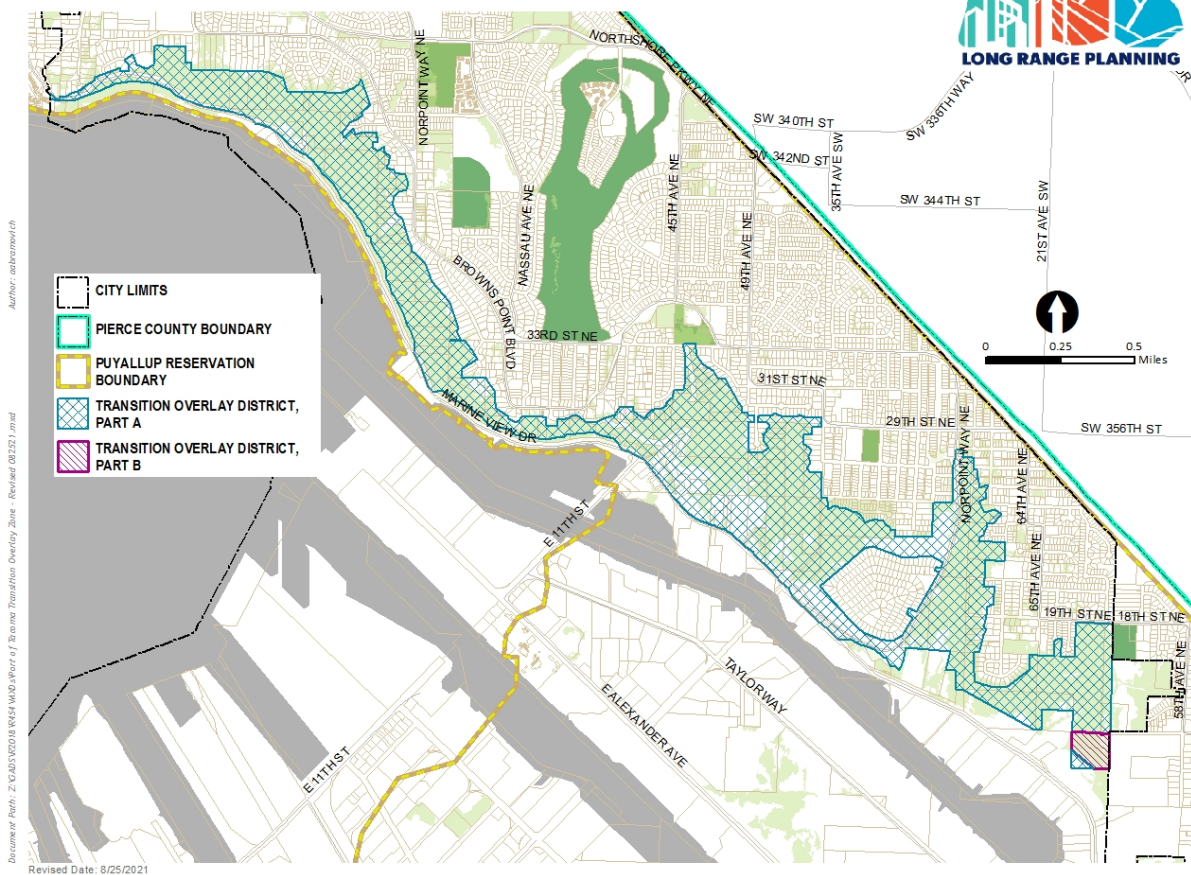 LONG RANGE PLANNING
NORTHSHORE PKWY NE
NORPOINT WAY NE
NASSAU AVE NE
45TH AVE NE
49TH AVE NE
SW 340TH ST
SW 342ND ST
35TH AVE SW
SW 336TH WAY
DR
SW 344TH ST
21ST AVE SW
BROWNS POINT BLVD
33RD ST NE
31ST ST NE
29TH ST NE
SW 356TH ST
0 0.25 0.5
Miles
CITY LIMITS
PIERCE COUNTY BOUNDARY
PUYALLUP RESERVATION
BOUNDARY
TRANSITION OVERLAY DISTRICT,
PART A
TRANSITION OVERLAY DISTRICT,
PART B
MARINE VIEW DR
E 11TH ST
NORPOINT WAY NE
64TH AVE NE
65TH AVE NE
19TH ST NE
18TH ST NE
58TH AVE NE
TAYLOR WAY
E ALEXANDER AVE
E 11TH ST
Author: aabramovich
Revised Date: 8/25/2021